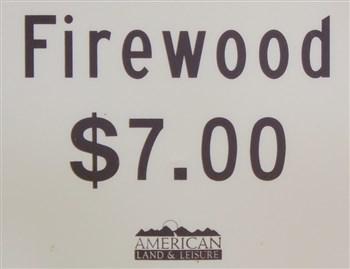 Firewood
$7.00
AMERICAN
LAND & LEISURE